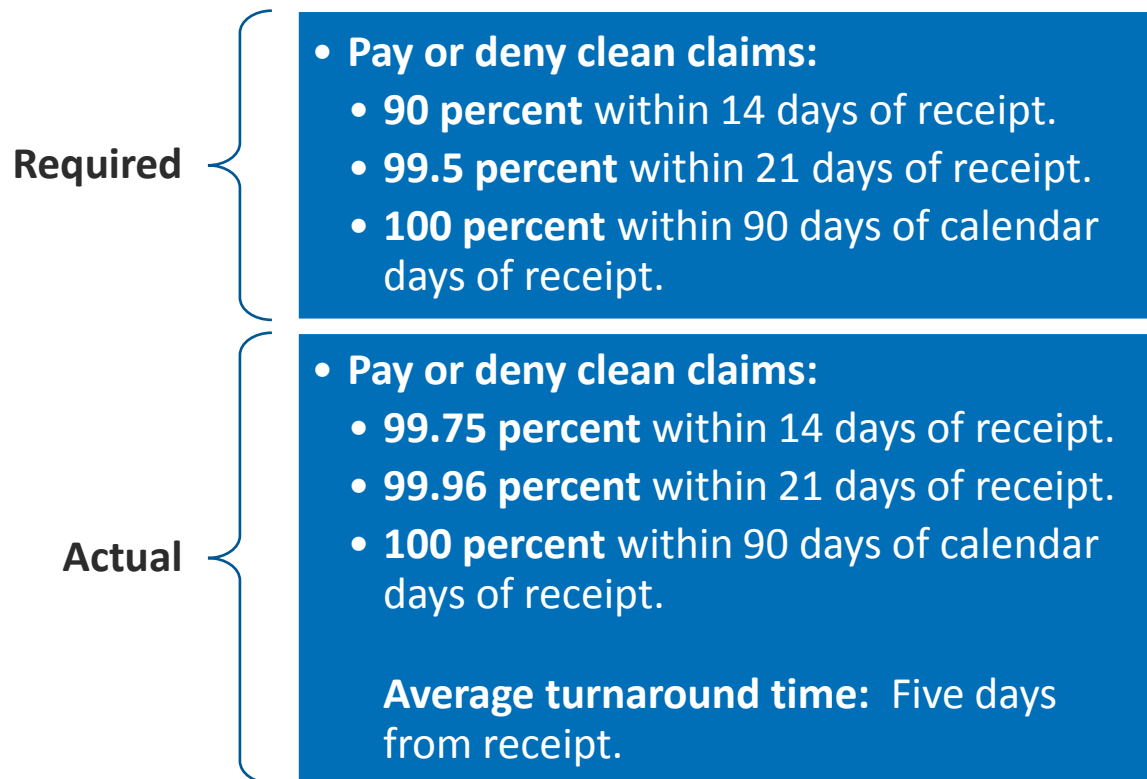 Required
• Pay or deny clean claims:
• 90 percent within 14 days of receipt.
• 99.5 percent within 21 days of receipt.
• 100 percent within 90 days of calendar
days of receipt.
Actual
• Pay or deny clean claims:
• 99.75 percent within 14 days of receipt.
• 99.96 percent within 21 days of receipt.
• 100 percent within 90 days of calendar
days of receipt.
Average turnaround time:  Five days
from receipt.